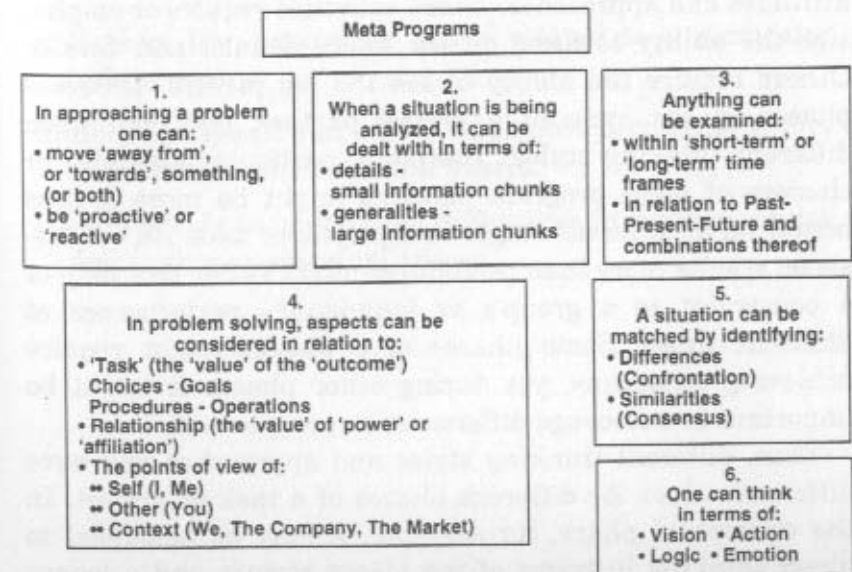 Meta Programs
1.
In approaching a problem
one can:
• move 'away from',
or 'towards', something,
(or both)
• be 'proactive' or
'reactive'
2.
When a situation is being
analyzed, it can be
dealt with in terms of:
• details -
small information chunks
• generalities -
large information chunks
3.
Anything can
be examined:
• within 'short-term' or
'long-term' time
frames
• in relation to Past-
Present-Future and
combinations thereof
4.
In problem solving, aspects can be
considered in relation to:
• 'Task' (the 'value' of the 'outcome')
Choices - Goals
Procedures - Operations
• Relationship (the 'value' of 'power' or
'affiliation')
• The points of view of:
•• Self (I, Me)
•• Other (You)
•• Context (We, The Company, The Market)
5.
A situation can be
matched by identifying:
• Differences
(Confrontation)
• Similarities
(Consensus)
6.
One can think
in terms of:
• Vision • Action
• Logic • Emotion